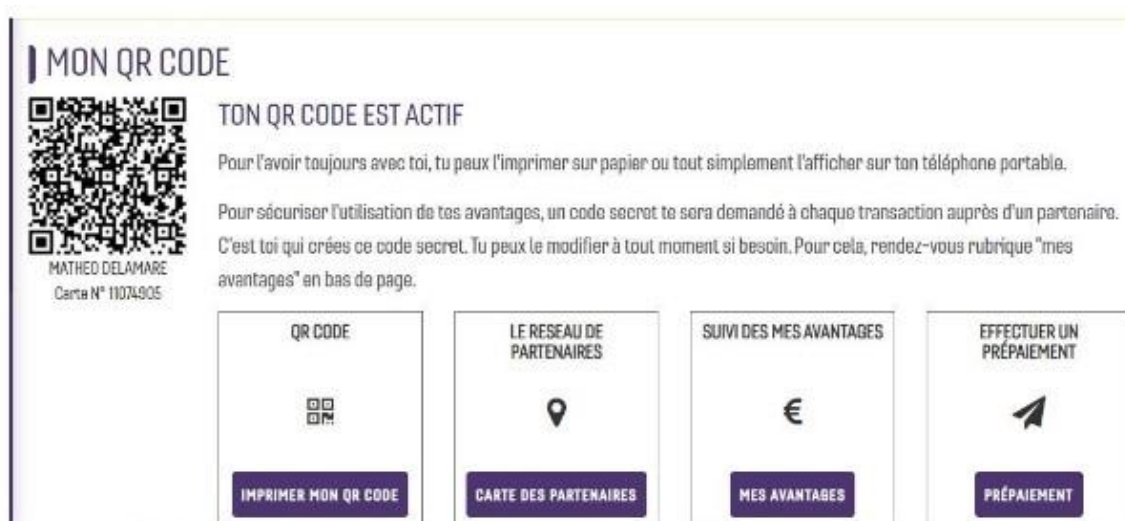 MON QR CODE
TON QR CODE EST ACTIF
Pour l'avoir toujours avec toi, tu peux l'imprimer sur papier ou tout simplement l'afficher sur ton téléphone portable.
Pour sécuriser l'utilisation de tes avantages, un code secret te sera demandé à chaque transaction auprès d'un partenaire.
C'est toi qui crées ce code secret. Tu peux le modifier à tout moment si besoin. Pour cela, rendez-vous rubrique "mes
avantages" en bas de page.
MATHEO DELAMARE
Carte N° 11074905
QR CODE
IMPRIMER MON QR CODE
LE RESEAU DE
PARTENAIRES
CARTE DES PARTENAIRES
SUIVI DES MES AVANTAGES
€
MES AVANTAGES
EFFECTUER UN
PRÉPAIEMENT
PRÉPAIEMENT